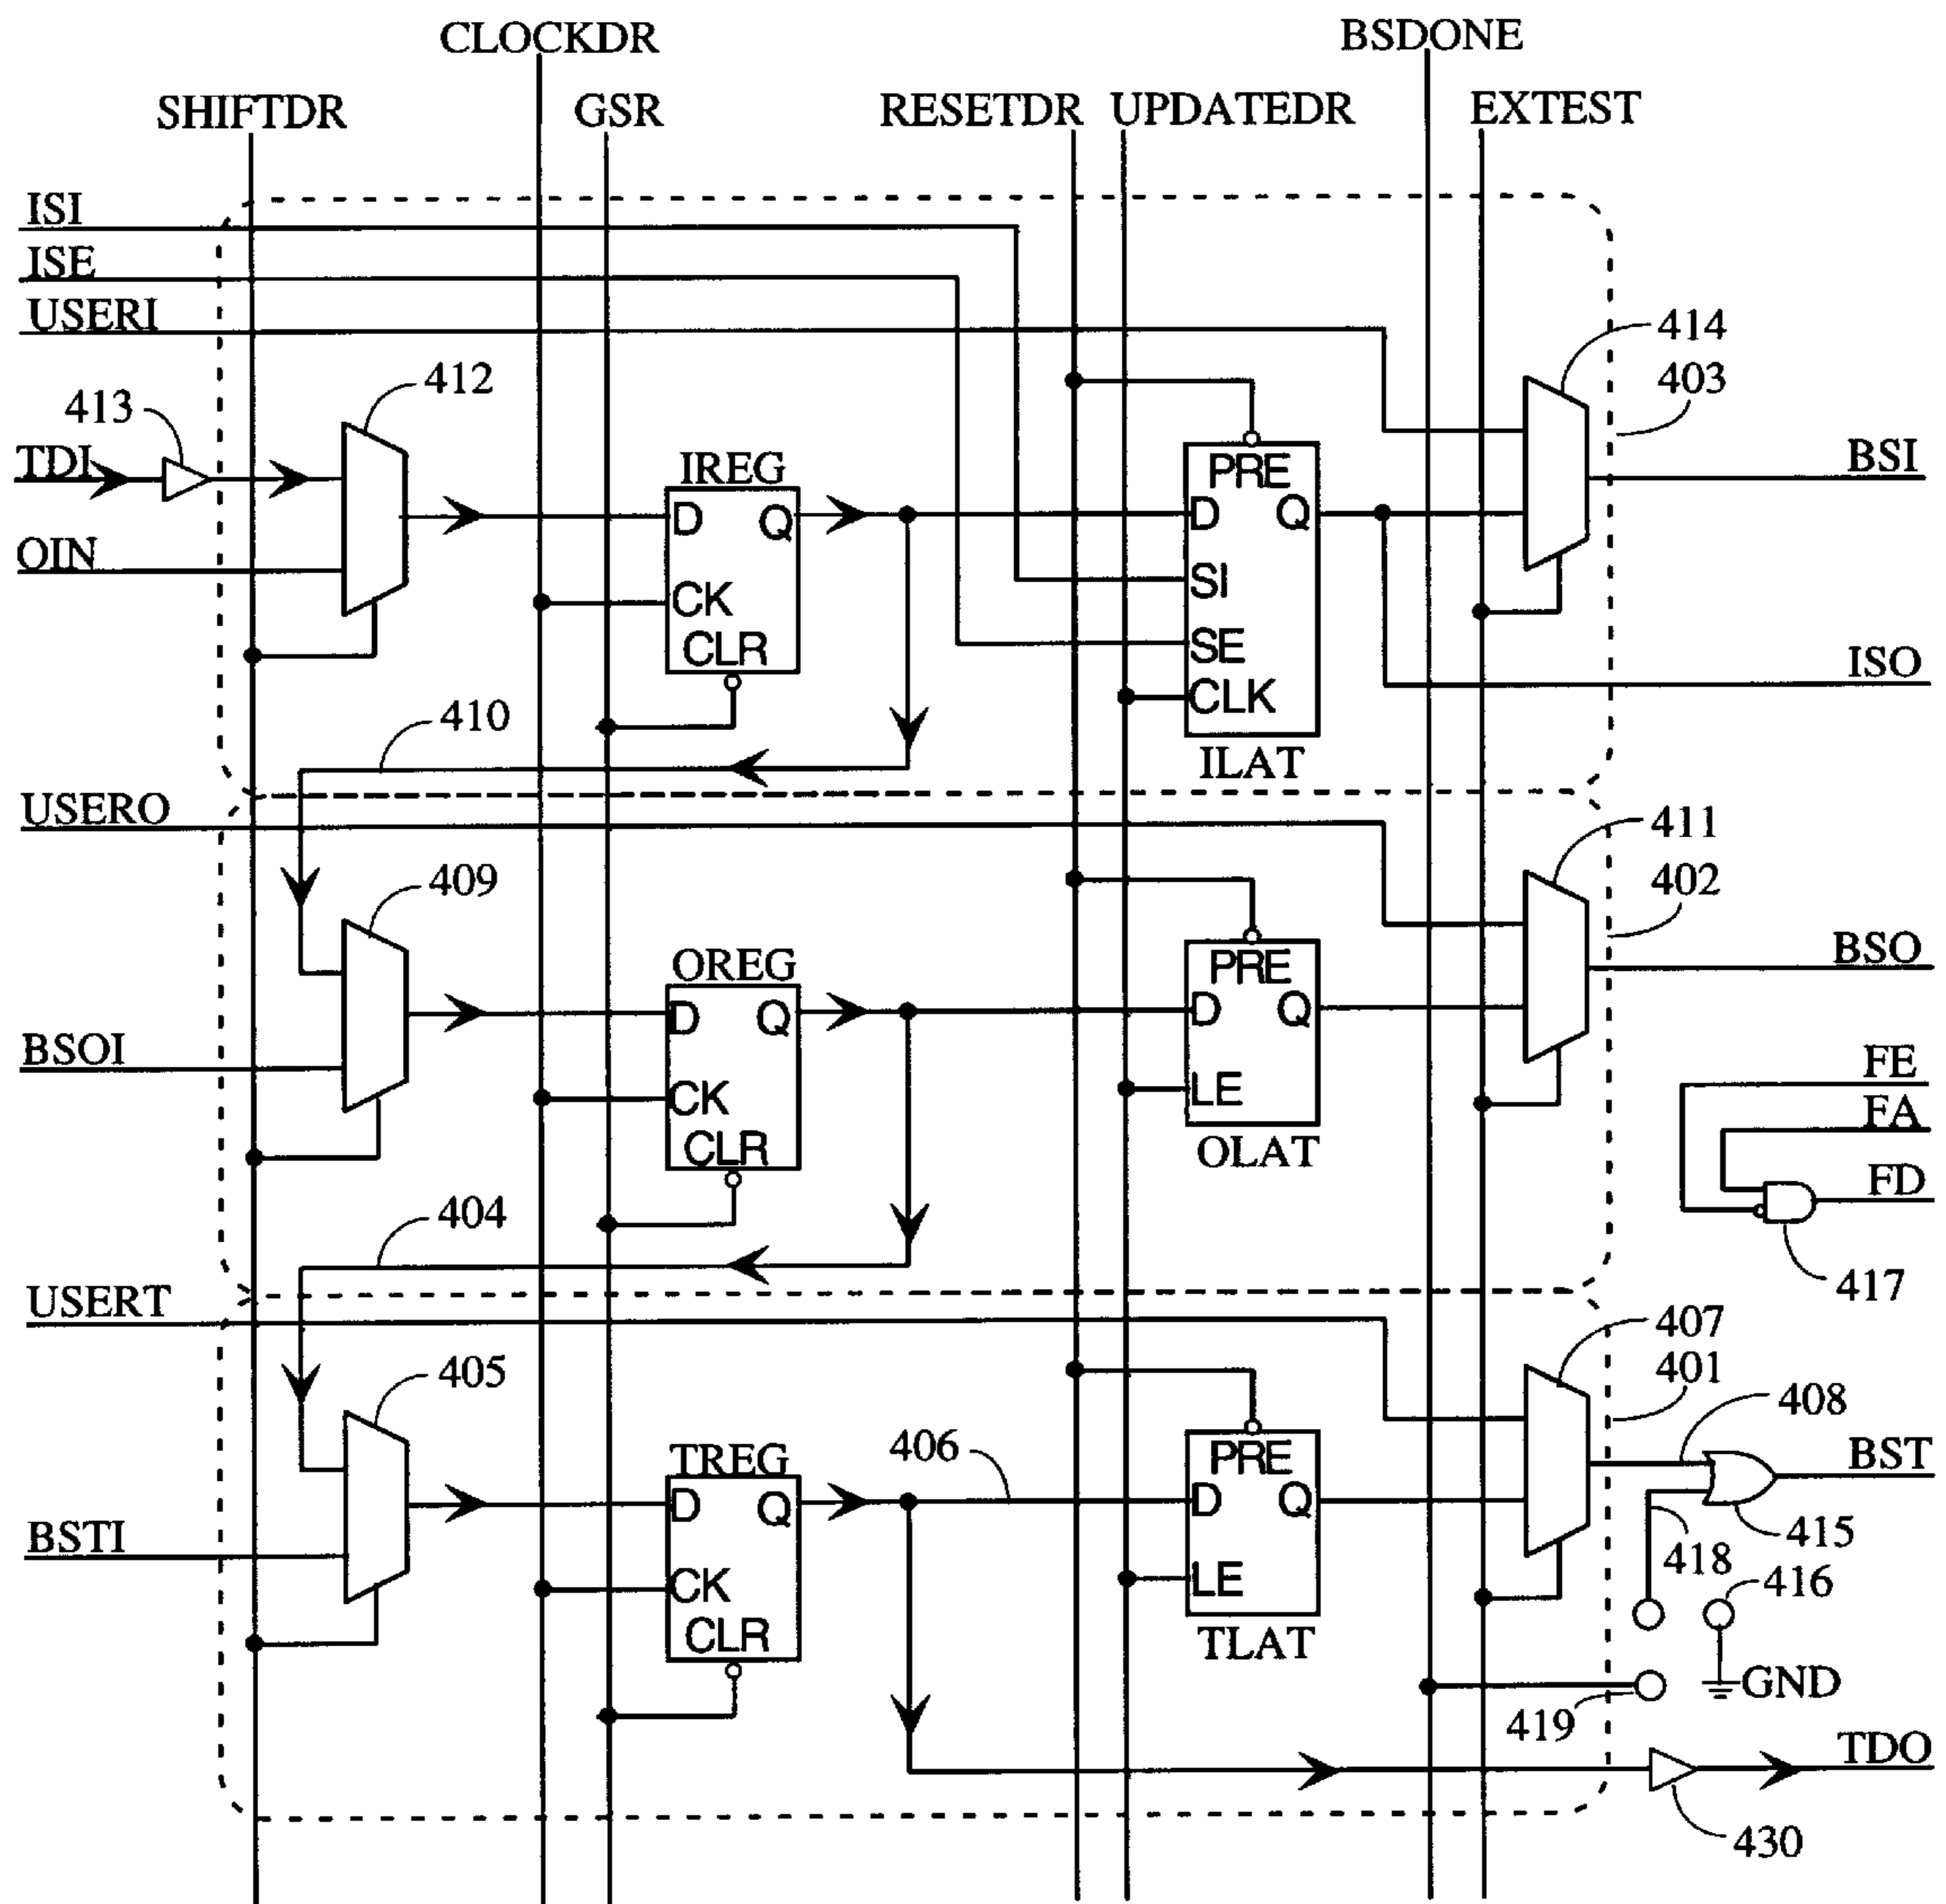 CLOCKDR
BSDONE
SHIFTDR
GSR
RESETDR
UPDATEDR
EXTEST
ISI
ISE
USERI
414
403
412
413
TDI
IREG
PRE
BSI
D Q
D Q
OIN
SI
CK
SE
ISO
CLR
CLK
410
ILAT
USERO
411
409
402
OREG
PRE
BSO
D Q
D Q
BSOI
FE
CK
LE
FA
CLR
OLAT
FD
404
417
USERT
407
405
401
408
406
TREG
PRE
BST
D Q
D Q
BSTI
415
418
CK
LE
416
CLR
TLAT
GND
419
TDO
430